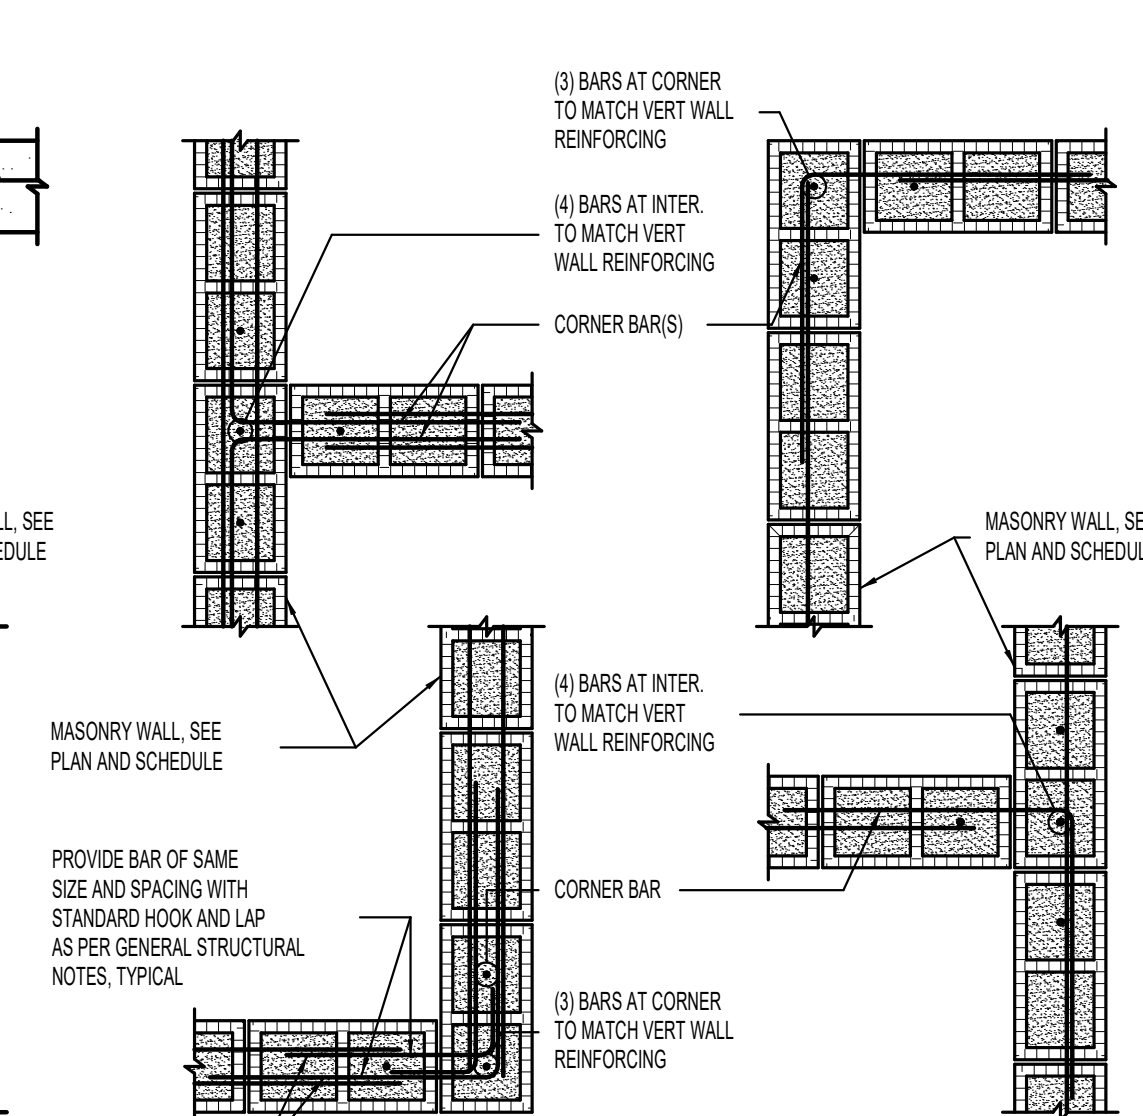 (3) BARS AT CORNER
TO MATCH VERT WALL
REINFORCING
(4) BARS AT INTER.
TO MATCH VERT
WALL REINFORCING
CORNER BAR(S)
SEE
MASONRY WALL,
PLAN AND
MASONRY WALL, SEE
PLAN AND SCHEDULE
(4) BARS AT INTER.
TO MATCH VERT
WALL REINFORCING
PROVIDE BAR OF SAME
SIZE AND SPACING WITH
STANDARD HOOK AND LAP
AS PER GENERAL STRUCTURAL
NOTES, TYPICAL
CORNER BAR
(3) BARS AT CORNER
TO MATCH VERT WALL
REINFORCING